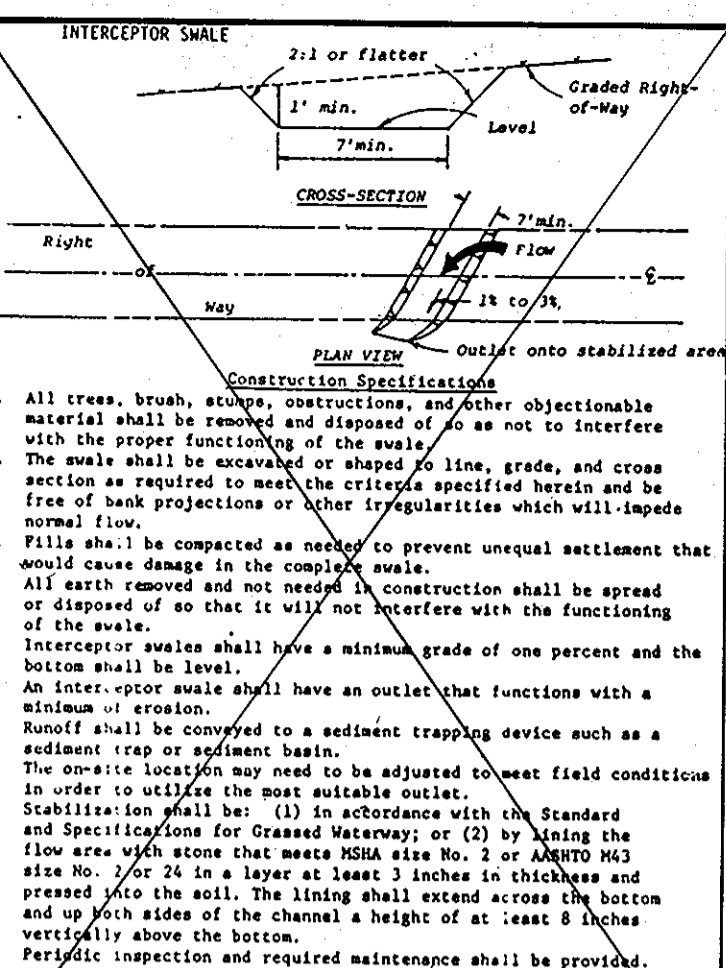 INTERCEPTOR SWALE
2:1 or flatter
Graded Right-
of-Way
1' min.
Level
7'min.
CROSS-SECTION
7'min.
Right
Flow
of
℄
Way
1% to 3%,
PLAN VIEW
Outlet onto stabilized area
Construction Specifications
All trees, brush, stumps, obstructions, and other objectionable
material shall be removed and disposed of so as not to interfere
with the proper functioning of the swale.
The swale shall be excavated or shaped to line, grade, and cross
section as required to meet the criteria specified herein and be
free of bank projections or other irregularities which will impede
normal flow.
Fills shall be compacted as needed to prevent unequal settlement that
would cause damage in the complete swale.
All earth removed and not needed in construction shall be spread
or disposed of so that it will not interfere with the functioning
of the swale.
Interceptor swales shall have a minimum grade of one percent and the
bottom shall be level.
An interceptor swale shall have an outlet that functions with a
minimum of erosion.
Runoff shall be conveyed to a sediment trapping device such as a
sediment trap or sediment basin.
The on-site location may need to be adjusted to meet field conditions
in order to utilize the most suitable outlet.
Stabilization shall be: (1) in accordance with the Standard
and Specifications for Grassed Waterway; or (2) by lining the
flow area with stone that meets MSHA size No. 2 or AASHTO M43
size No. 2 or 24 in a layer at least 3 inches in thickness and
pressed into the soil. The lining shall extend across the bottom
and up both sides of the channel a height of at least 8 inches
vertically above the bottom.
Periodic inspection and required maintenance shall be provided.